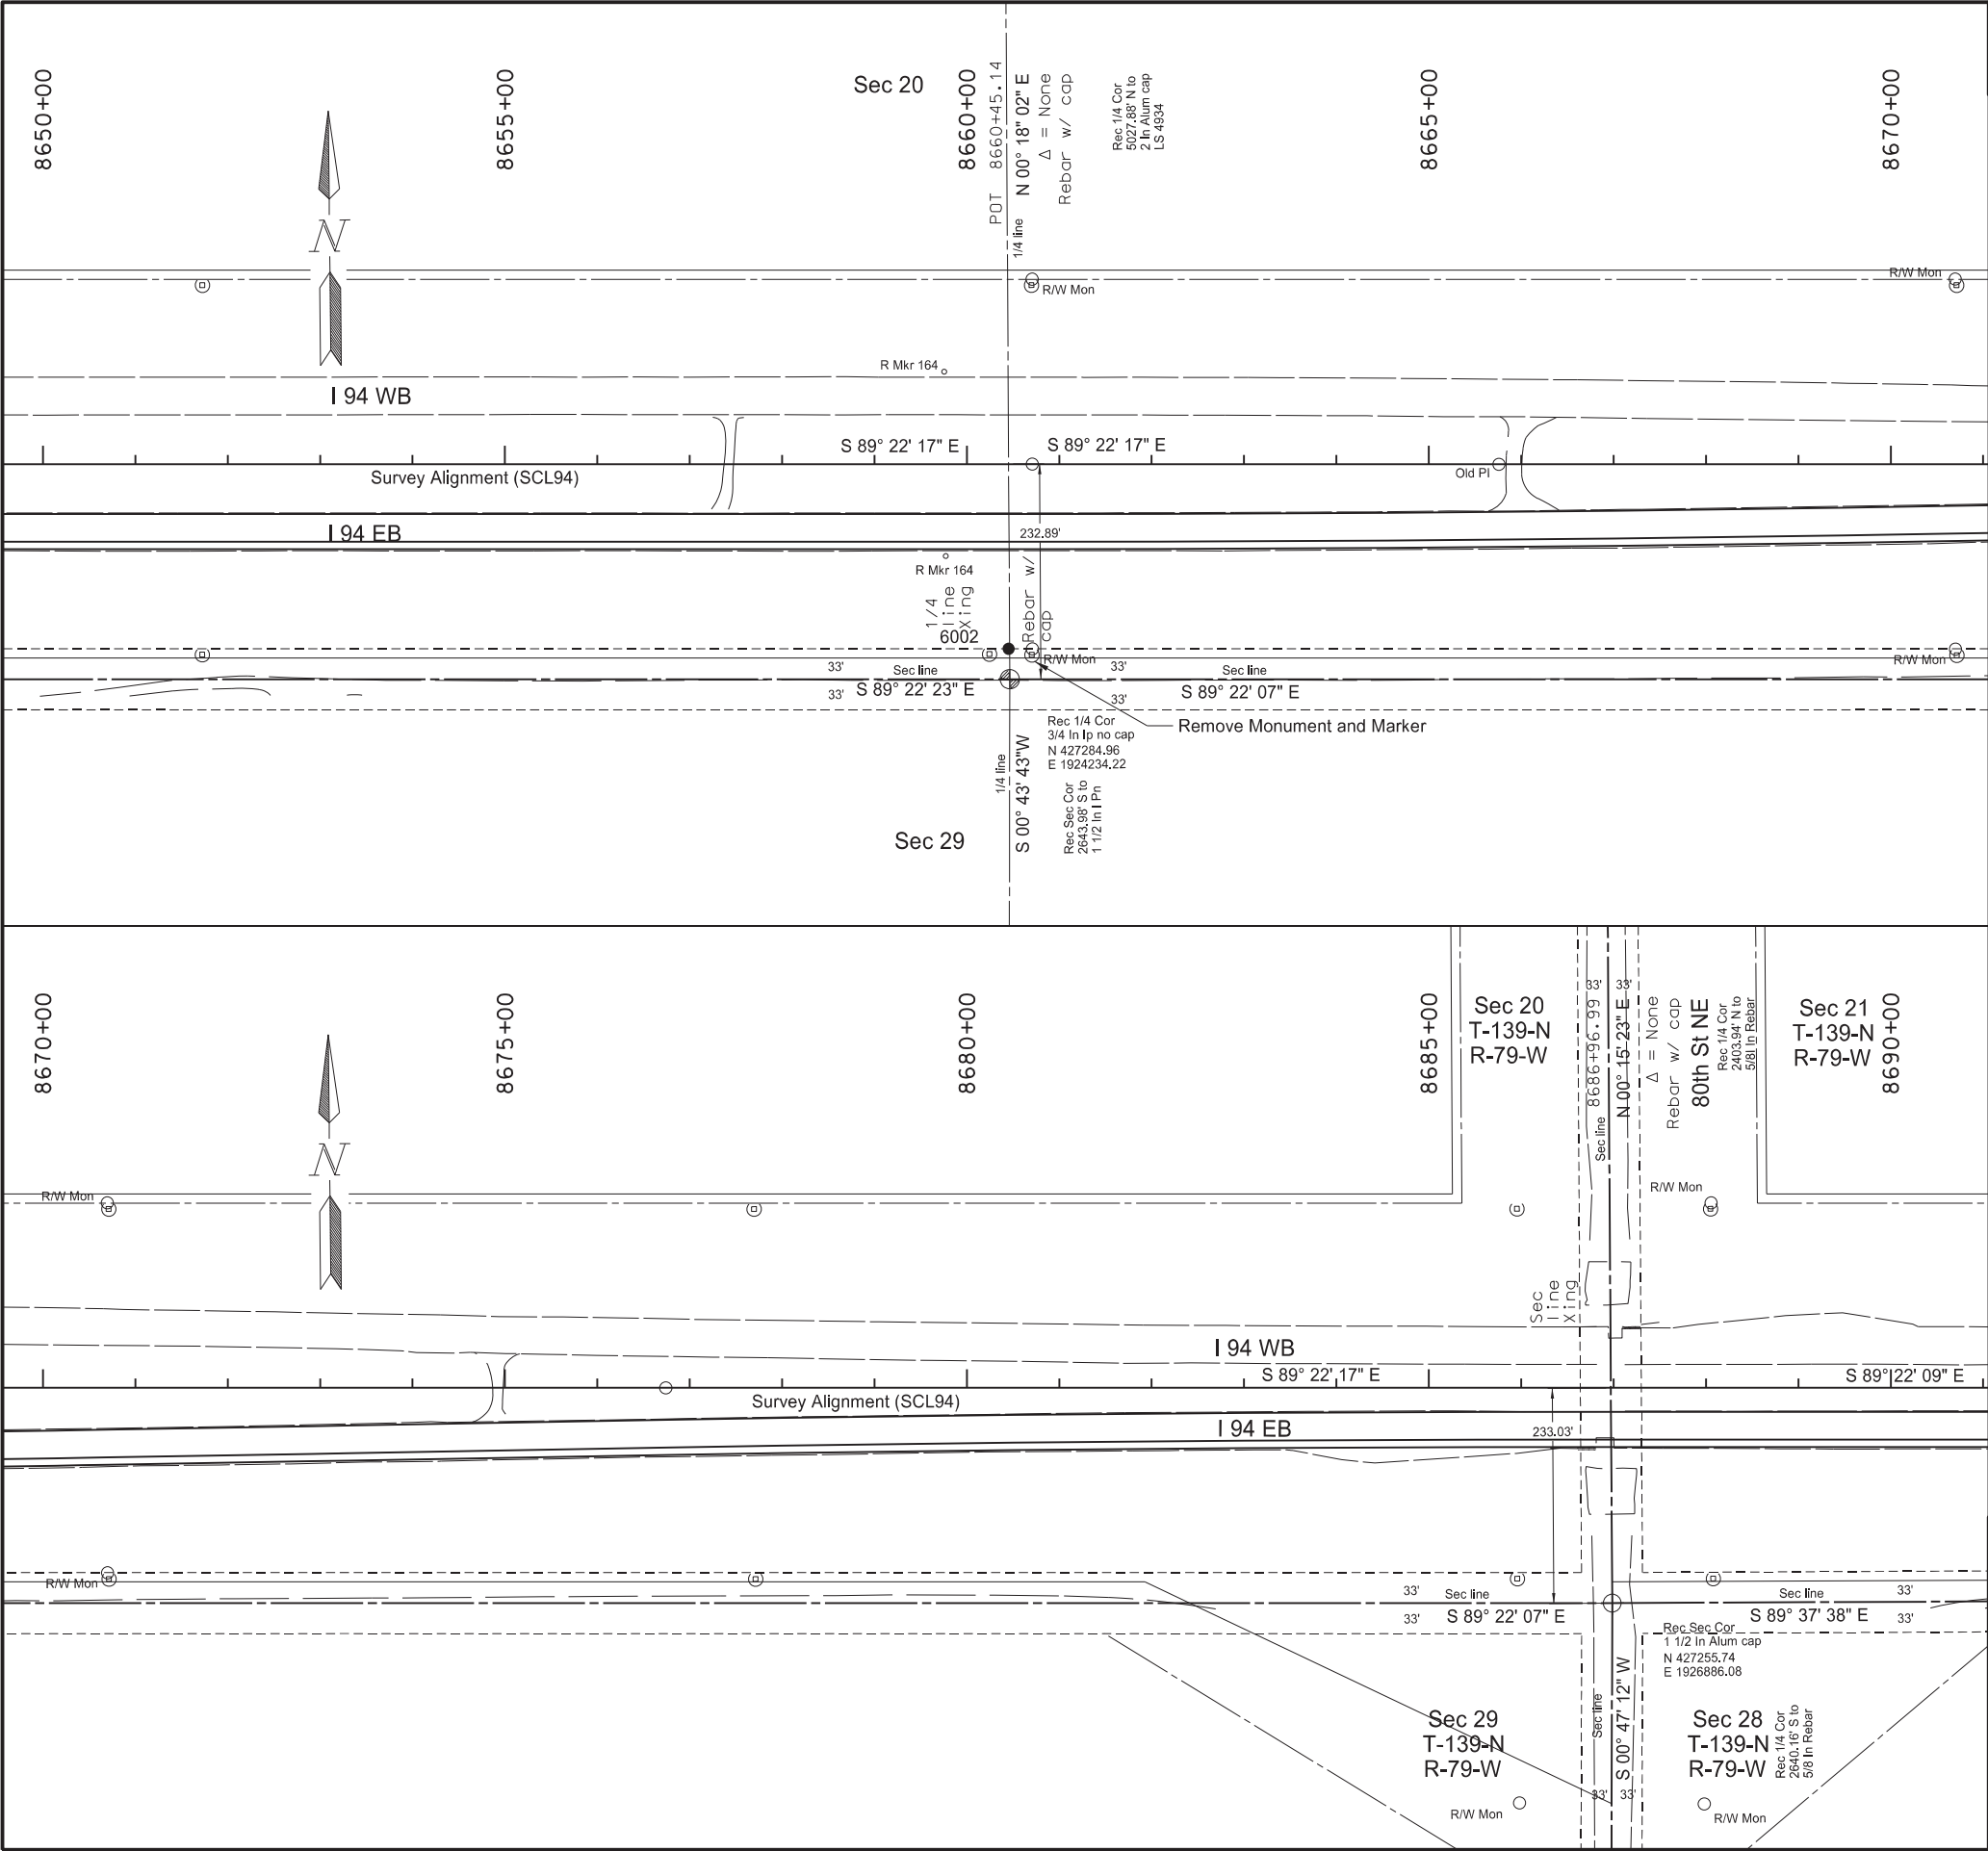 8650+00
8655+00
Sec 20
8660+00
POT 8660+45.14
N 00° 18" 02" E
Δ = None
Rebar w/ cap
Rec 1/4 Cor
5027.88' N to
2 In Alum cap
LS 4934
8665+00
8670+00
N
1/4 line
R/W Mon
R/W Mon
R Mkr 164
I 94 WB
S 89° 22' 17" E
S 89° 22' 17" E
Survey Alignment (SCL94)
Old PI
I 94 EB
232.89'
R Mkr 164
1/4
line
Xing
Rebar w/
cap
6002
R/W Mon
R/W Mon
33'
Sec line
33'
Sec line
33'
S 89° 22' 23" E
33'
S 89° 22' 07" E
Rec 1/4 Cor
3/4 In Ip no cap
N 427284.96
E 1924234.22
Remove Monument and Marker
1/4 line
S 00° 43' 43"W
Rec Sec Cor
2643.98' S to
1 1/2 In I Pn
Sec 29
8670+00
8675+00
8680+00
8685+00
Sec 20
T-139-N
R-79-W
33'
33'
8686+96.99
N 00° 15' 23" E
Δ = None
Rebar w/ cap
80th St NE
Rec 1/4 Cor
2403.94' N to
5/8I In Rebar
Sec 21
T-139-N
R-79-W
8690+00
N
Sec line
R/W Mon
R/W Mon
Sec
line
Xing
I 94 WB
S 89° 22' 17" E
S 89° 22' 09" E
Survey Alignment (SCL94)
I 94 EB
233.03'
R/W Mon
33'
Sec line
Sec line
33'
33'
S 89° 22' 07" E
S 89° 37' 38" E
33'
Rec Sec Cor
1 1/2 In Alum cap
N 427255.74
E 1926886.08
Sec line
S 00° 47' 12" W
Sec 29
T-139-N
R-79-W
Sec 28
T-139-N
R-79-W
Rec 1/4 Cor
2640.16' S to
5/8 In Rebar
33'
33'
R/W Mon
R/W Mon